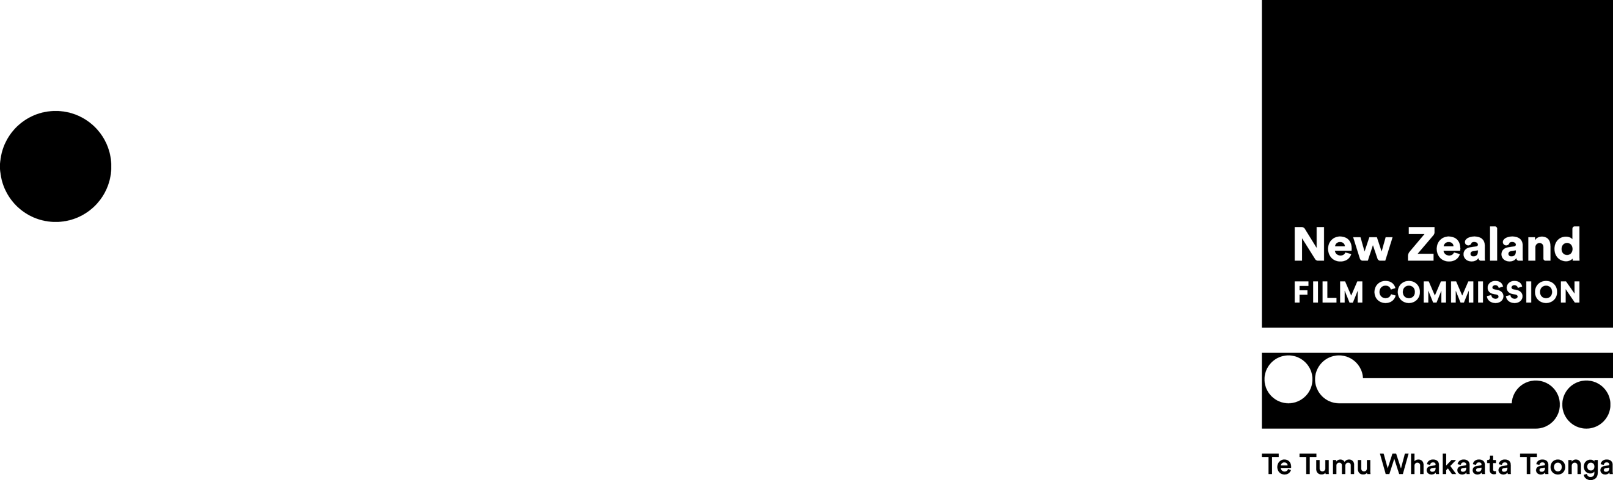 New Zealand
FILM COMMISSION
Te Tumu Whakaata Taonga